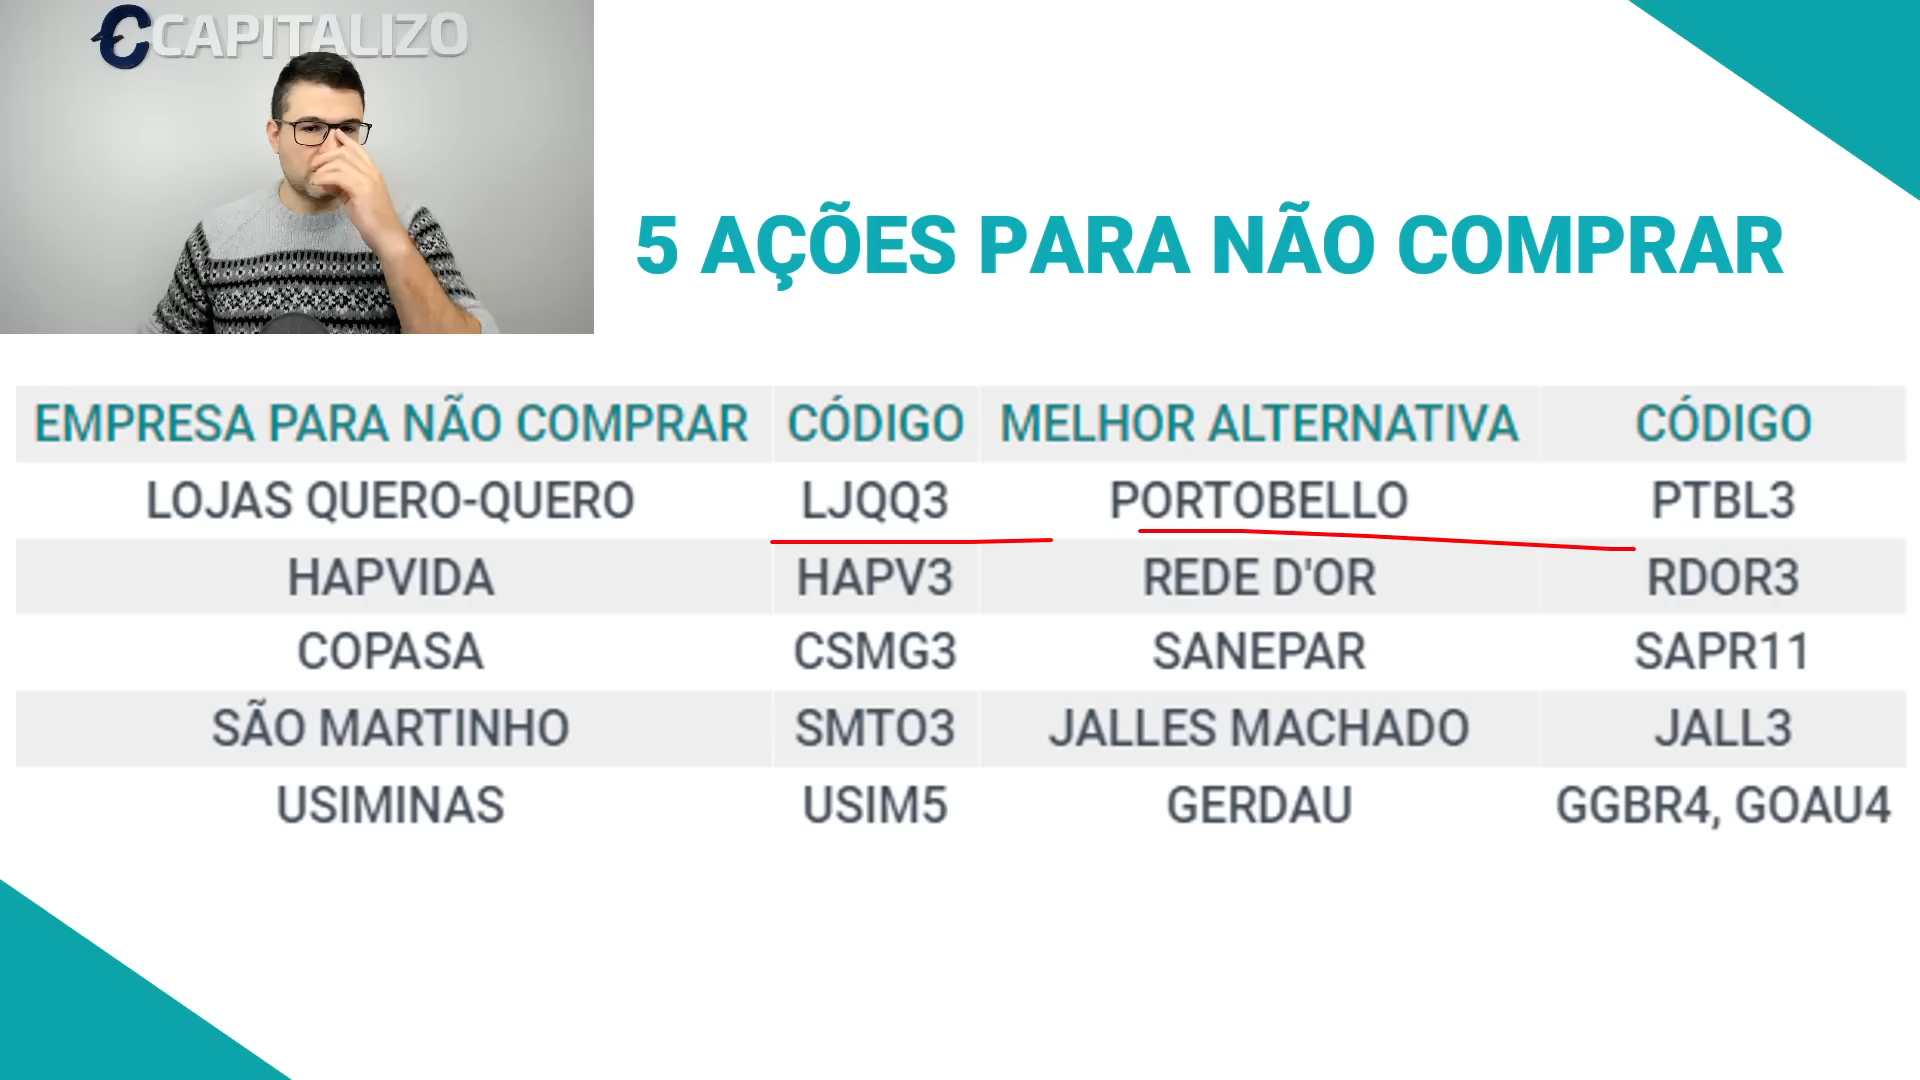 CAPITALIZO
5 AÇÕES PARA NÃO COMPRAR
EMPRESA PARA NÃO COMPRAR CÓDIGO MELHOR ALTERNATIVA CÓDIGO
LOJAS QUERO-QUERO LJQQ3 PORTOBELLO PTBL3
HAPVIDA HAPV3 REDE D'OR RDOR3
COPASA CSMG3 SANEPAR SAPR11
SÃO MARTINHO SMTO3 JALLES MACHADO JALL3
USIMINAS USIM5 GERDAU GGBR4, GOAU4